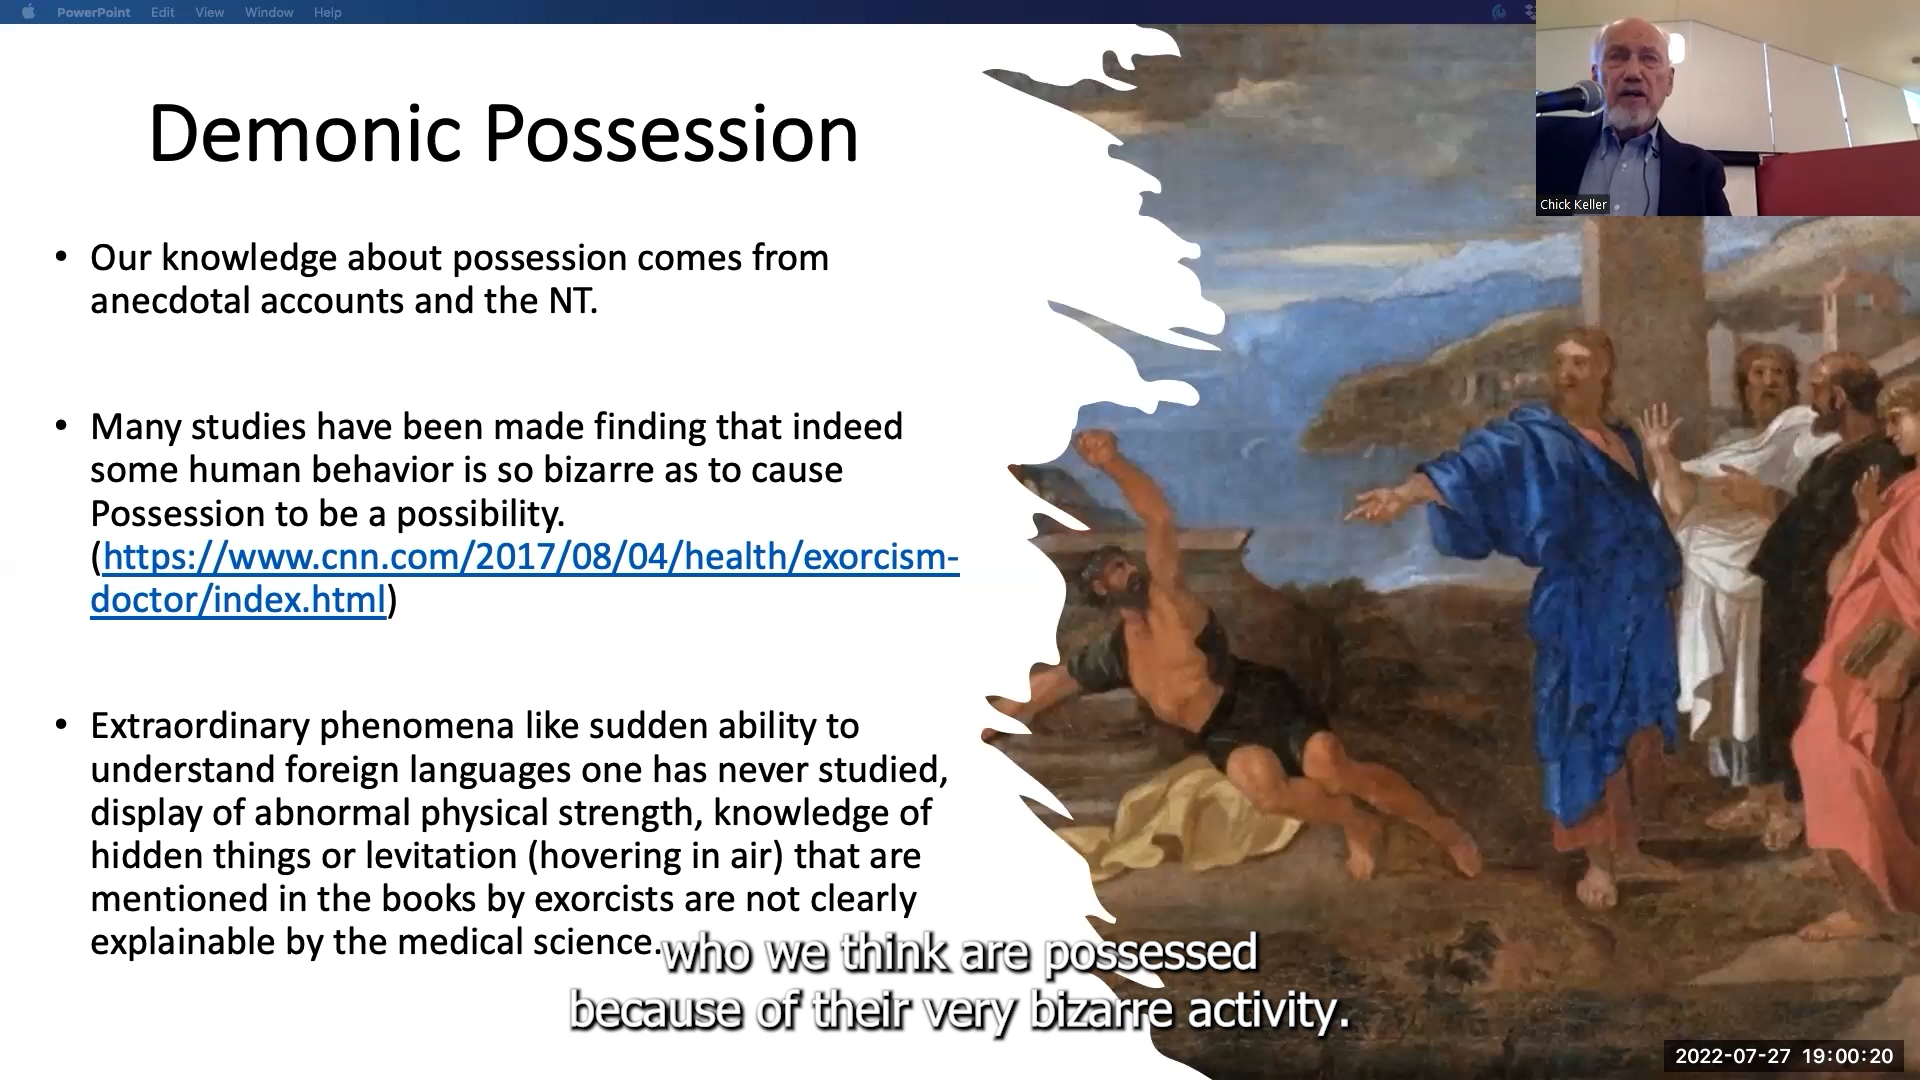 PowerPoint Edit View Window Help
Chick Keller
Demonic Possession
• Our knowledge about possession comes from
anecdotal accounts and the NT.
• Many studies have been made finding that indeed
some human behavior is so bizarre as to cause
Possession to be a possibility.
(https://www.cnn.com/2017/08/04/health/exorcism-
doctor/index.html)
• Extraordinary phenomena like sudden ability to
understand foreign languages one has never studied,
display of abnormal physical strength, knowledge of
hidden things or levitation (hovering in air) that are
mentioned in the books by exorcists are not clearly
explainable by the medical science.
who we think are possessed
because of their very bizarre activity.
2022-07-27 19:00:20